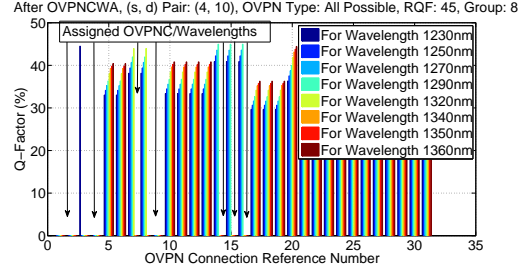 After OVPNCWA, (s, d) Pair: (4, 10), OVPN Type: All Possible, RQF: 45, Group: 8
Assigned OVPNC/Wavelengths
For Wavelength 1230nm
For Wavelength 1250nm
For Wavelength 1270nm
For Wavelength 1290nm
For Wavelength 1320nm
For Wavelength 1340nm
For Wavelength 1350nm
For Wavelength 1360nm
Q−Factor (%)
50
40
30
20
10
0
0 5 10 15 20 25 30 35
OVPN Connection Reference Number